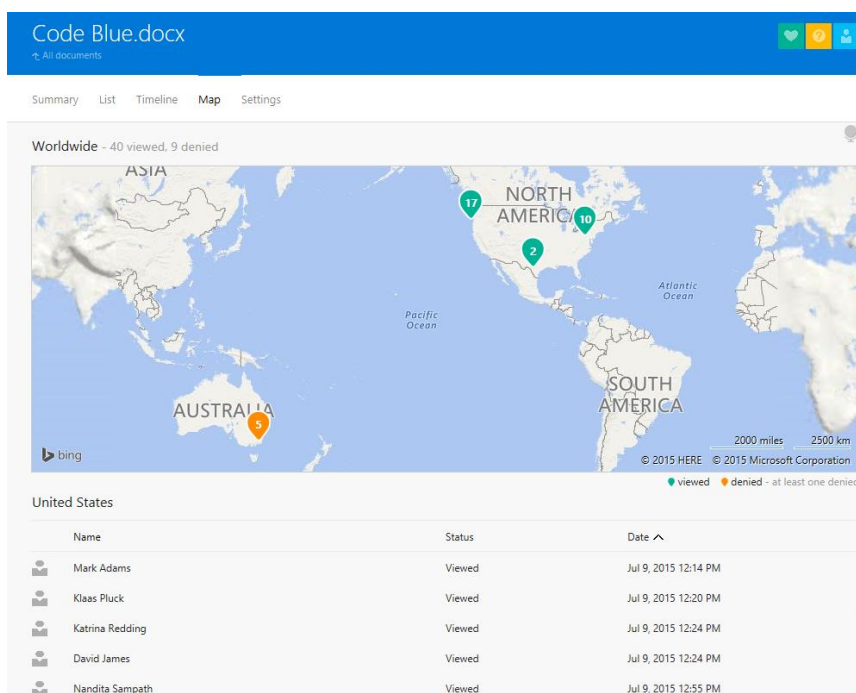 Code Blue.docx
All documents
Summary List Timeline Map Settings
Worldwide - 40 viewed, 9 denied
ASIA
NORTH
AMERICA
17
10
2
Atlantic
Ocean
Pacific
Ocean
SOUTH
AMERICA
AUSTRALIA
5
2000 miles 2500 km
bing
© 2015 HERE © 2015 Microsoft Corporation
viewed denied - at least one denied
United States
Name Status Date
Mark Adams Viewed Jul 9, 2015 12:14 PM
Klaas Pluck Viewed Jul 9, 2015 12:20 PM
Katrina Redding Viewed Jul 9, 2015 12:24 PM
David James Viewed Jul 9, 2015 12:24 PM
Nandita Sampath Viewed Jul 9, 2015 12:55 PM